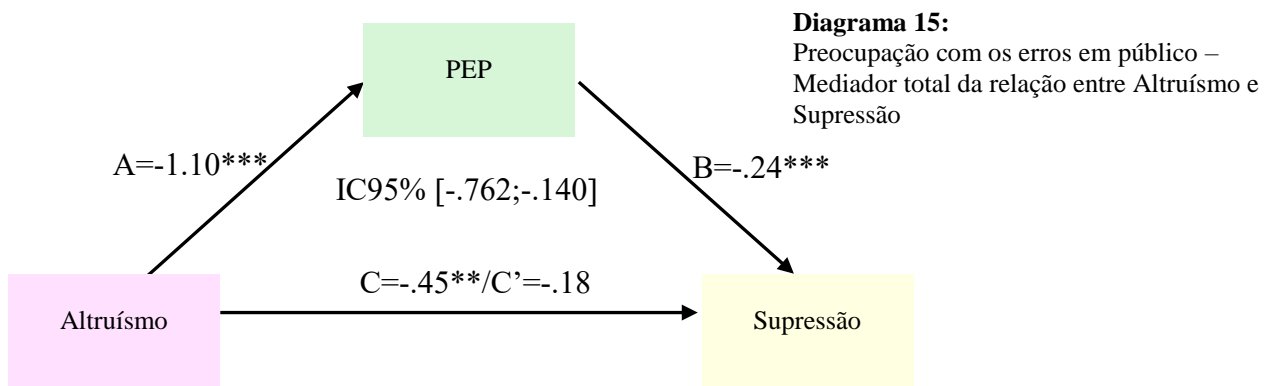 Diagrama 15:
Preocupação com os erros em público –
Mediador total da relação entre Altruísmo e
Supressão
PEP
A=-1.10***
B=-.24***
IC95% [-.762;-.140]
C=-.45**/C’=-.18
Altruísmo
Supressão